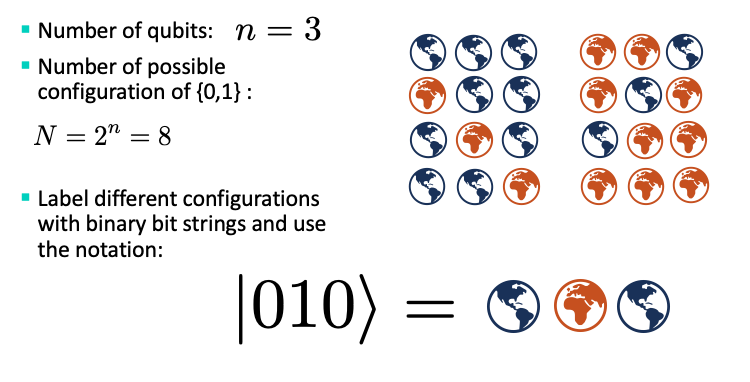 Number of qubits: n = 3
Number of possible
configuration of {0,1} :
N = 2ⁿ = 8
Label different configurations
with binary bit strings and use
the notation:
|010⟩ =